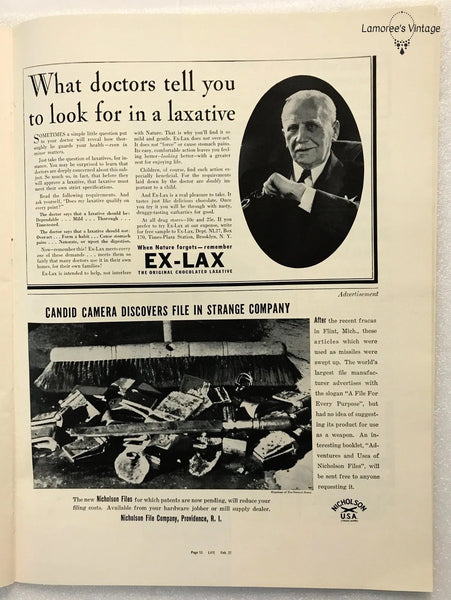 Lamoree's Vintage
What doctors tell you
to look for in a laxative
SOMETIMES a simple little question put
to your doctor will reveal how thor-
oughly he guards your health—even in
minor matters.
Just take the question of laxatives, for in-
stance. You may be surprised to learn that
doctors are deeply concerned about this sub-
ject. So much so, in fact, that before they
will approve a laxative, that laxative must
meet their own strict specifications.
Read the following requirements. And
ask yourself, "Does my laxative qualify on
every point?"
The doctor says that a laxative should be:
Dependable . . . Mild . . . Thorough . . .
Time-tested.
The doctor says that a laxative should not:
Over-act . . . Form a habit . . . Cause stomach
pains . . . Nauseate, or upset the digestion.
Now—remember this! Ex-Lax meets every
one of these demands . . . meets them so
fairly that many doctors use it in their own
homes, for their own families!
Ex-Lax is intended to help, not interfere
with Nature. That is why you'll find it so
mild and gentle. Ex-Lax does not over-act.
It does not "force" or cause stomach pains.
Its easy, comfortable action leaves you feel-
ing better—looking better—with a greater
zest for enjoying life.
Children, of course, find such action es-
pecially beneficial. For the requirements
laid down by the doctor are doubly im-
portant to a child.
And Ex-Lax is a real pleasure to take. It
tastes just like delicious chocolate. Once
you try it you will be through with nasty,
druggy-tasting cathartics for good.
At all drug stores—10c and 25c. If you
prefer to try Ex-Lax at our expense, write
for free sample to Ex-Lax, Dept. NL27, Box
170, Times-Plaza Station, Brooklyn, N. Y.
When Nature forgets—remember
EX-LAX
THE ORIGINAL CHOCOLATED LAXATIVE
Advertisement
CANDID CAMERA DISCOVERS FILE IN STRANGE COMPANY
After the recent fracas
in Flint, Mich., these
articles which were
used as missiles were
swept up. The world's
largest file manufac-
turer advertises with
the slogan "A File For
Every Purpose", but
had no idea of suggest-
ing its product for use
as a weapon. An in-
teresting booklet, "Ad-
ventures and Uses of
Nicholson Files", will
be sent free to anyone
requesting it.
The new Nicholson Files for which patents are now pending, will reduce your
filing costs. Available from your hardware jobber or mill supply dealer.
Nicholson File Company, Providence, R. I.
NICHOLSON
U.S.A.
Page 55 LIFE Feb. 22